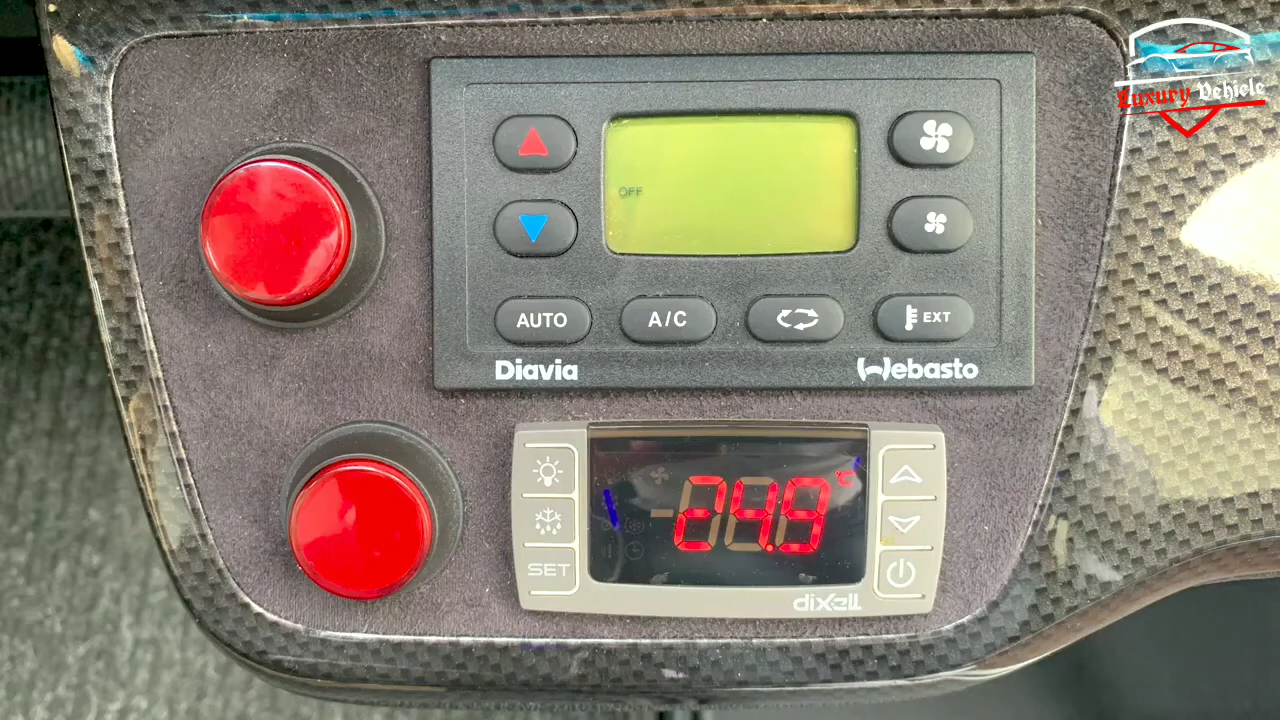 Luxury Vehicle
OFF
AUTO
A/C
EXT
Diavia
Webasto
24.9 °C
SET
dixell